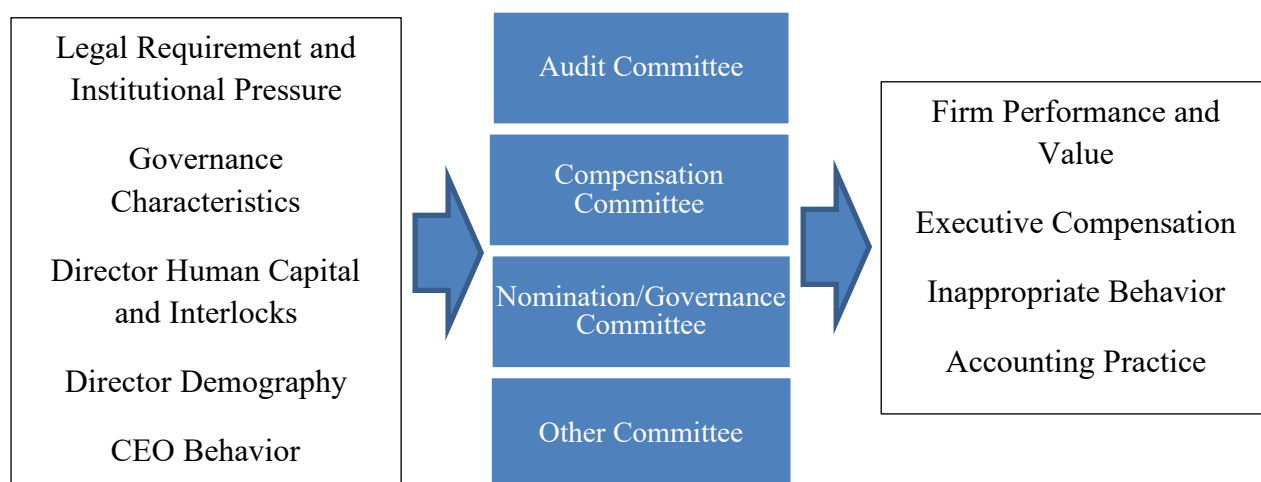 Legal Requirement and
Institutional Pressure
Governance
Characteristics
Director Human Capital
and Interlocks
Director Demography
CEO Behavior
Audit Committee
Compensation
Committee
Nomination/Governance
Committee
Other Committee
Firm Performance and
Value
Executive Compensation
Inappropriate Behavior
Accounting Practice